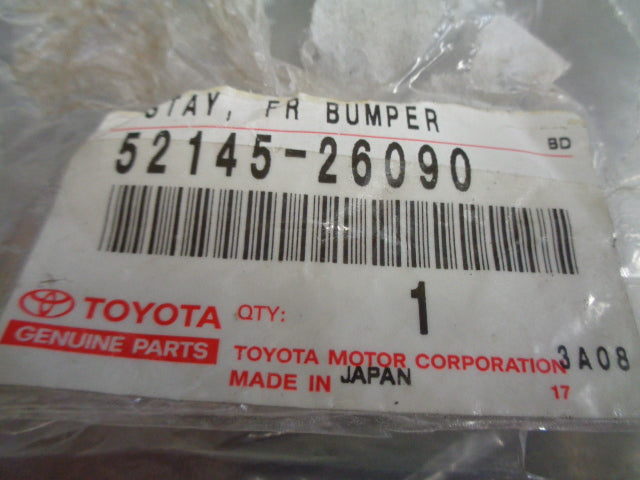 STAY, FR BUMPER
BD
52145-26090
TOYOTA QTY: 1
GENUINE PARTS
TOYOTA MOTOR CORPORATION 3A08
MADE IN JAPAN 17